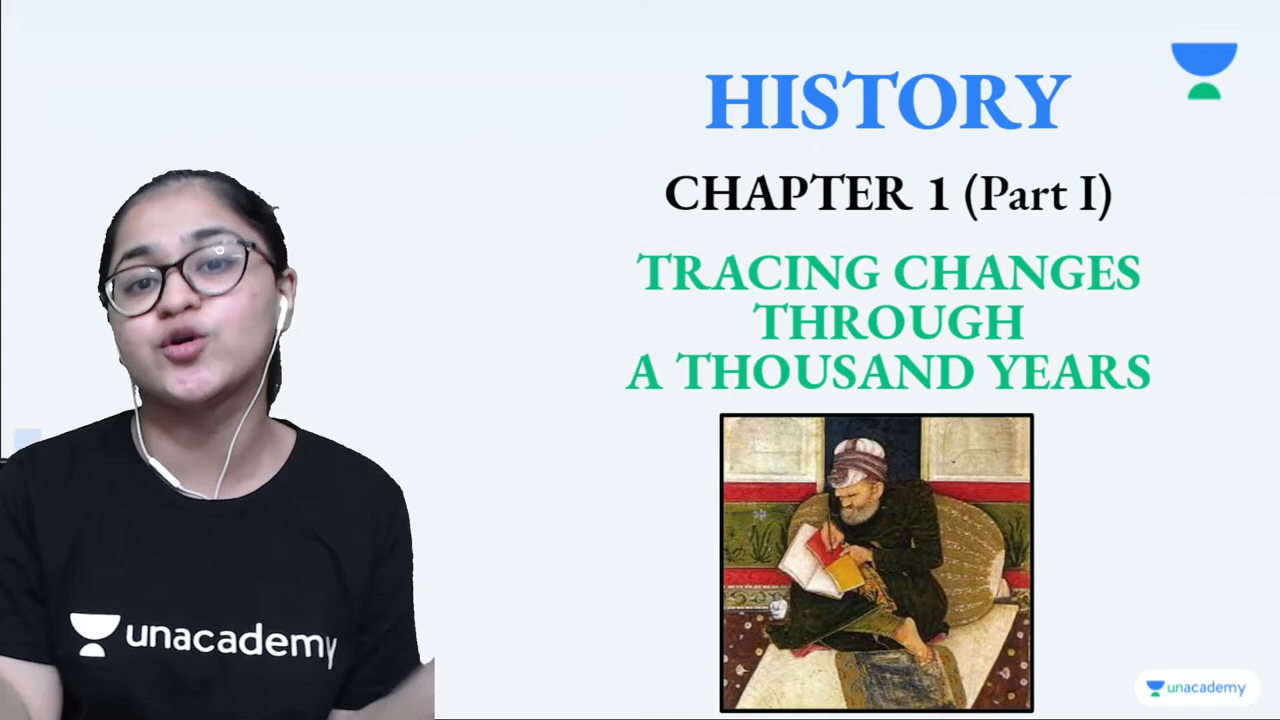 HISTORY
CHAPTER 1 (Part I)
TRACING CHANGES
THROUGH
A THOUSAND YEARS
unacademy
unacademy